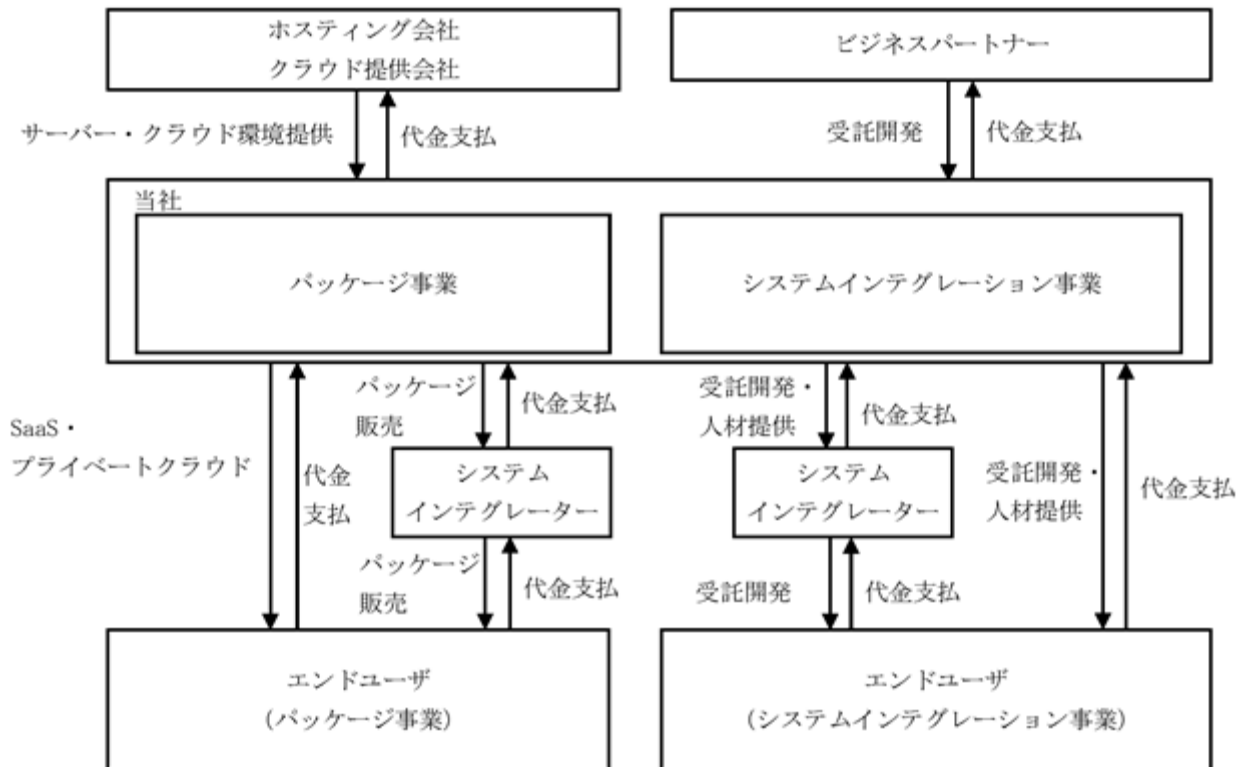 ホスティング会社
クラウド提供会社
ビジネスパートナー
サーバー・クラウド環境提供
代金支払
受託開発
代金支払
当社
パッケージ事業
システムインテグレーション事業
SaaS・
プライベートクラウド
代金
支払
パッケージ
販売
代金支払
受託開発・
人材提供
代金支払
システム
インテグレーター
システム
インテグレーター
受託開発・
人材提供
代金支払
パッケージ
販売
代金支払
受託開発
代金支払
エンドユーザ
(パッケージ事業)
エンドユーザ
(システムインテグレーション事業)